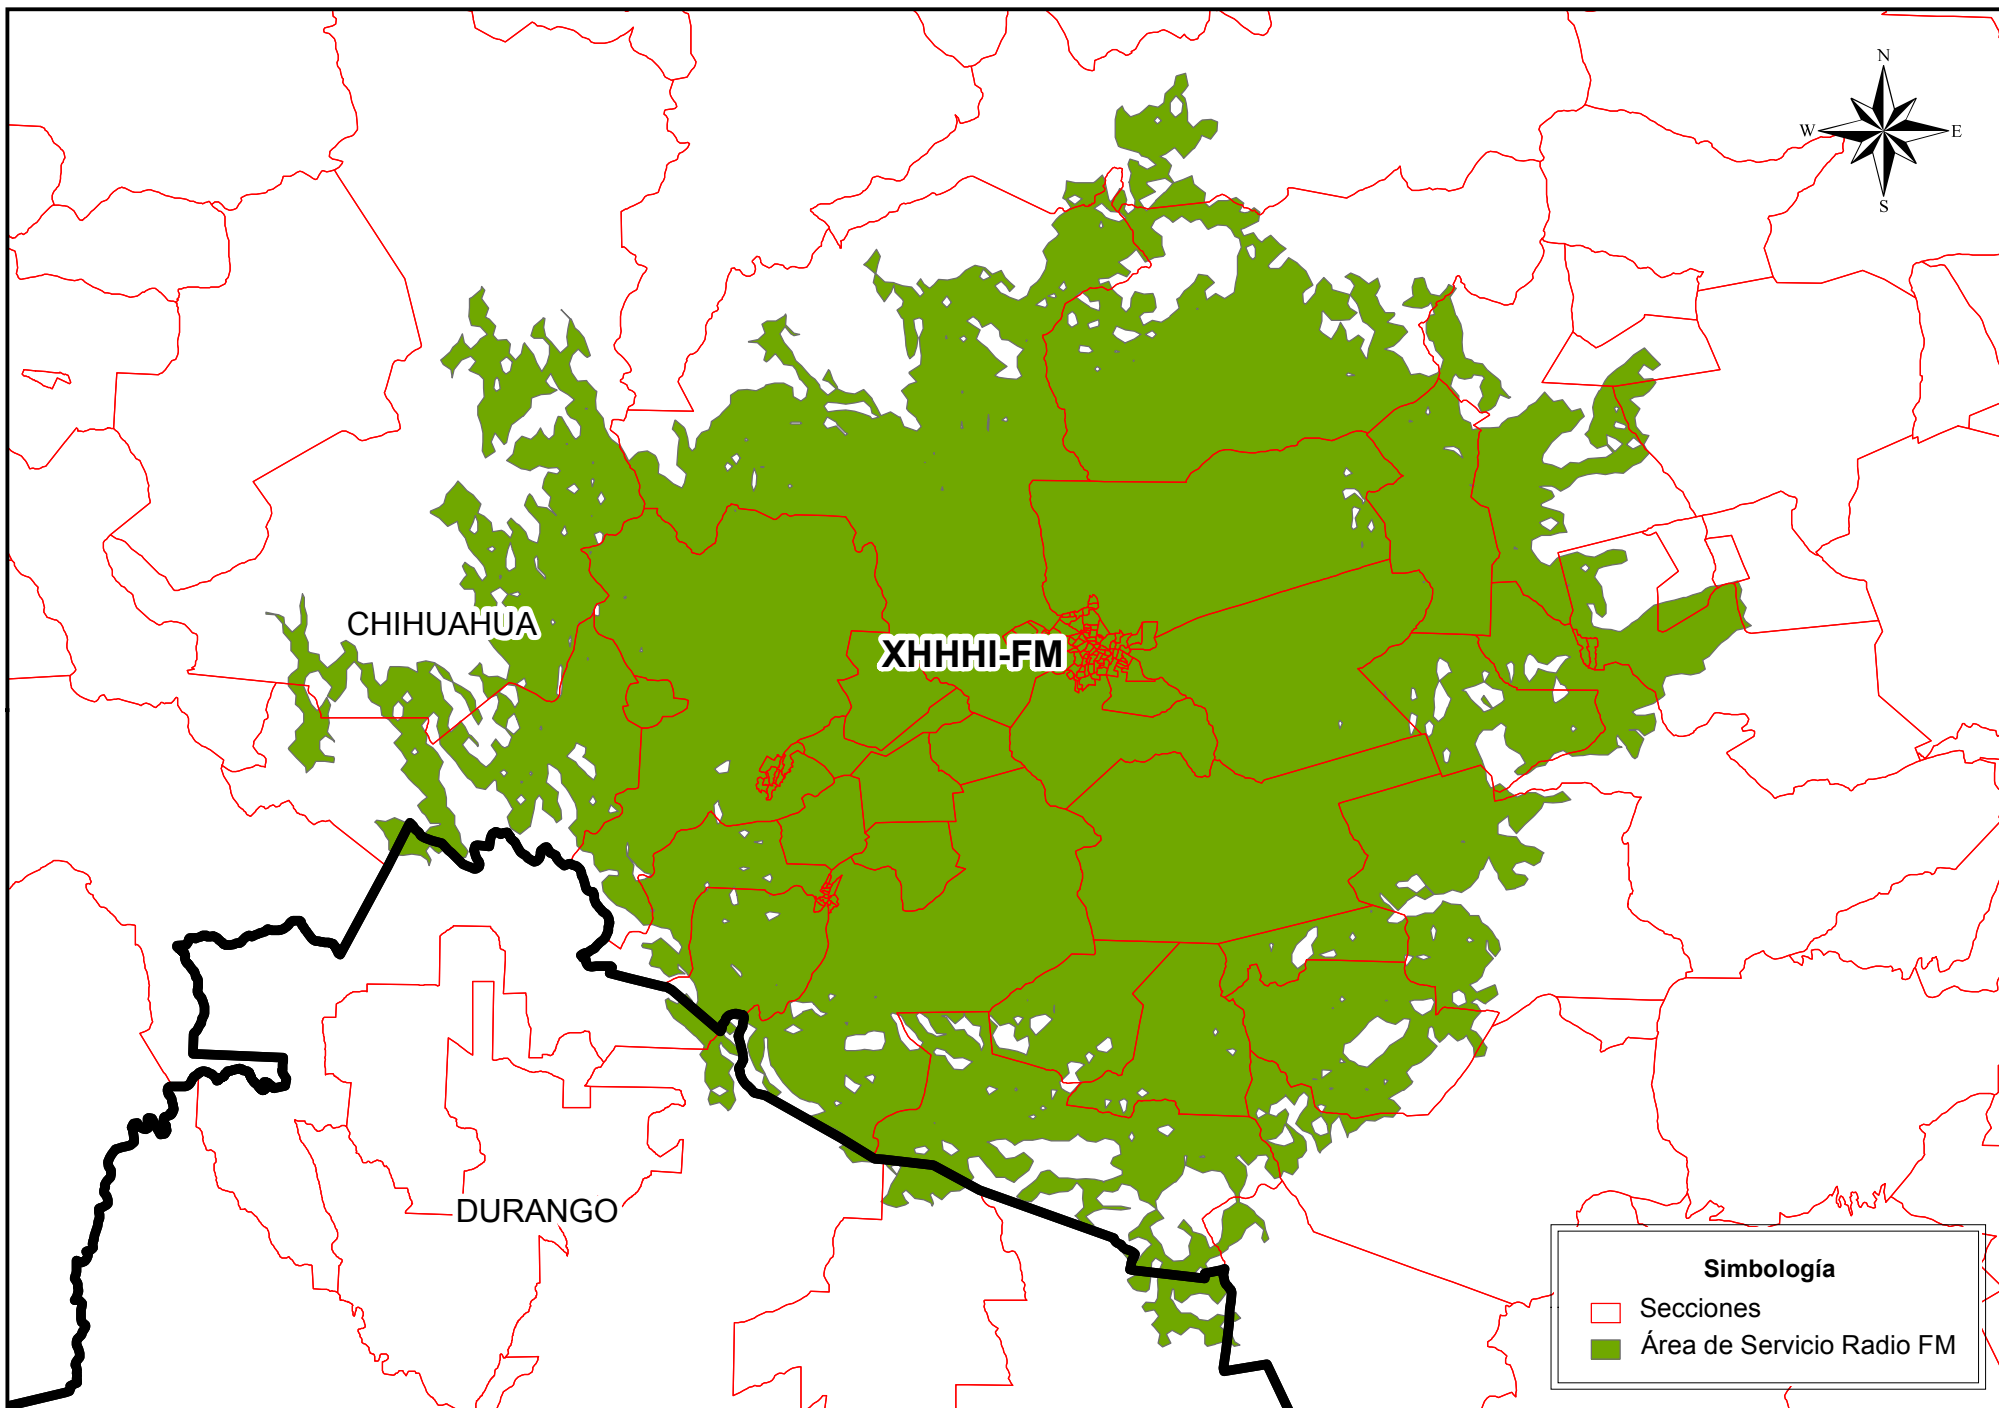 N
W E
S
CHIHUAHUA
XHHHI-FM
DURANGO
Simbología
Secciones
Área de Servicio Radio FM